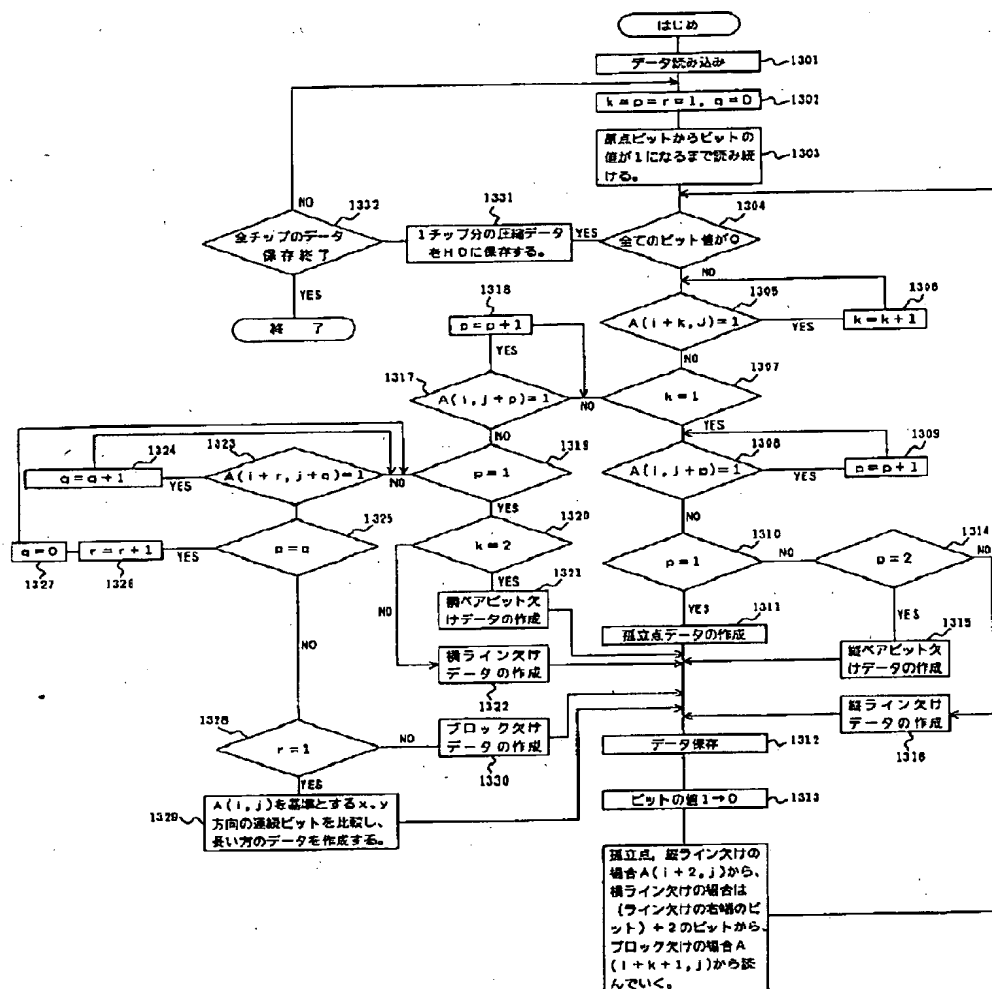 はじめ
データ読み込み
1301
k=p=r=1, q=0
1302
原点ビットからビットの
値が1になるまで読み続
ける。
1303
1304
全てのビット値が0
YES
NO
1331
1チップ分の圧縮データ
をHDに保存する。
1332
全チップのデータ
保存終了
NO
YES
終 了
1305
A(i+k,j)=1
YES
NO
1306
k=k+1
1307
k=1
NO
YES
1317
A(i,j+p)=1
YES
NO
1318
p=p+1
1308
A(i,j+p)=1
YES
NO
1309
p=p+1
1319
p=1
NO
YES
1323
A(i+r,j+q)=1
YES
1324
q=q+1
1325
p=q
YES
NO
r=r+1
1326
q=0
1327
1320
k=2
YES
NO
1321
横ペアビット欠
けデータの作成
横ライン欠け
データの作成
1322
1310
p=1
NO
YES
1314
p=2
NO
YES
1311
孤立点データの作成
1315
縦ペアビット欠
けデータの作成
縦ライン欠け
データの作成
1316
1328
r=1
NO
YES
ブロック欠け
データの作成
1330
1329
A(i,j)を基準とするx、y
方向の連続ビットを比較し、
長い方のデータを作成する。
データ保存
1312
ビットの値1→0
1313
孤立点，縦ライン欠けの
場合A(i+2,j)から、
横ライン欠けの場合は
(ライン欠けの右端のビ
ット)+2のビットから、
ブロック欠けの場合A
(i+k+1,j)から読
んでいく。